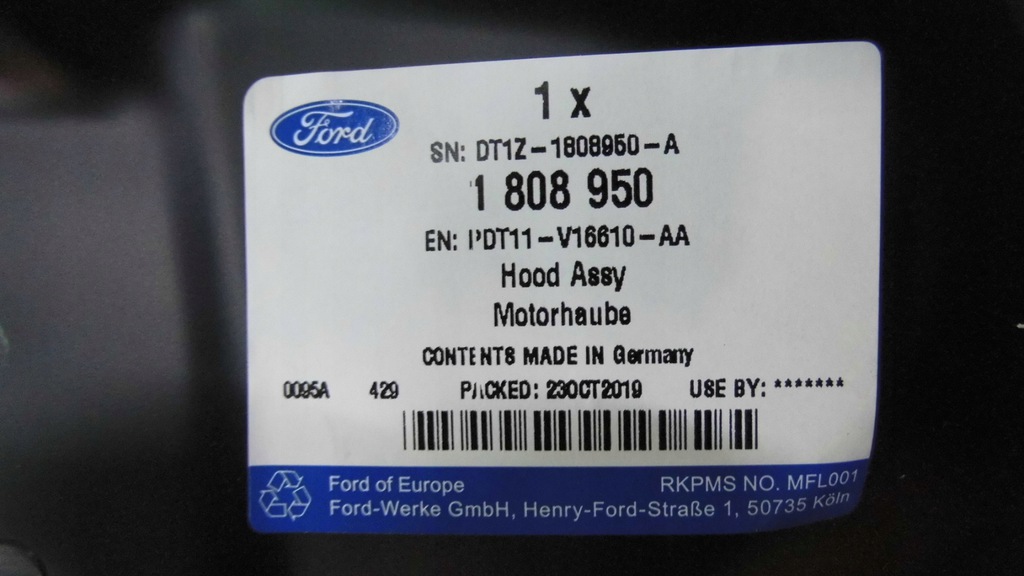 Ford
1 x
SN: DT1Z-1808950-A
1 808 950
EN: PDT11-V16610-AA
Hood Assy
Motorhaube
CONTENTS MADE IN Germany
0095A 429 PACKED: 23OCT2019 USE BY: *******
Ford of Europe RKPMS NO. MFL001
Ford-Werke GmbH, Henry-Ford-Straße 1, 50735 Köln